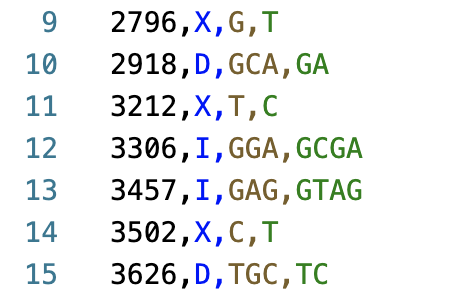 9 2796,X,G,T
10 2918,D,GCA,GA
11 3212,X,T,C
12 3306,I,GGA,GCGA
13 3457,I,GAG,GTAG
14 3502,X,C,T
15 3626,D,TGC,TC